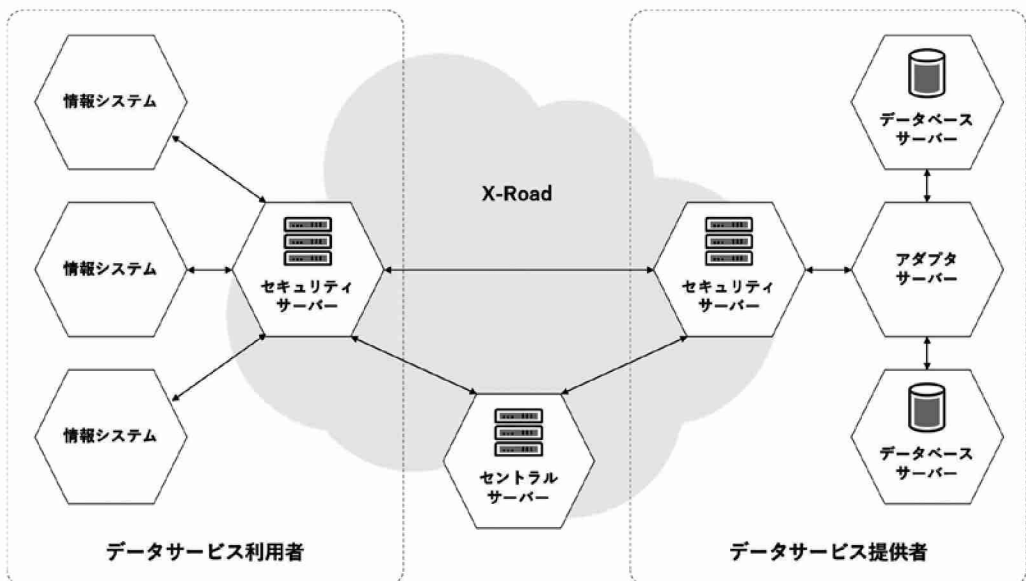 情報システム
情報システム
情報システム
セキュリティ
サーバー
データサービス利用者
X-Road
セントラル
サーバー
セキュリティ
サーバー
データベース
サーバー
アダプタ
サーバー
データベース
サーバー
データサービス提供者